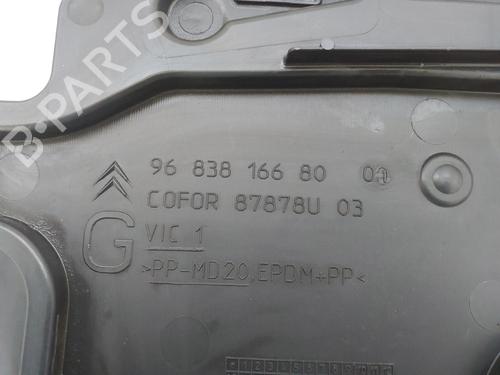 B-PARTS
96 838 166 80 01
COFOR 87878U 03
G
VIC 1
>PP-MD20,EPDM+PP<